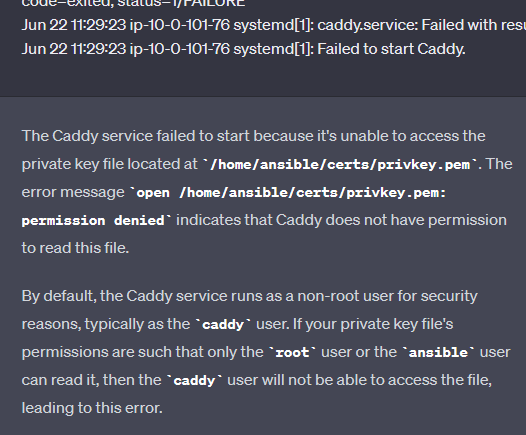 code=exited, status=1/FAILURE
Jun 22 11:29:23 ip-10-0-101-76 systemd[1]: caddy.service: Failed with
Jun 22 11:29:23 ip-10-0-101-76 systemd[1]: Failed to start Caddy.
The Caddy service failed to start because it's unable to access the
private key file located at `/home/ansible/certs/privkey.pem`. The
error message `open /home/ansible/certs/privkey.pem:
permission denied` indicates that Caddy does not have permission
to read this file.
By default, the Caddy service runs as a non-root user for security
reasons, typically as the `caddy` user. If your private key file's
permissions are such that only the `root` user or the `ansible` user
can read it, then the `caddy` user will not be able to access the file,
leading to this error.